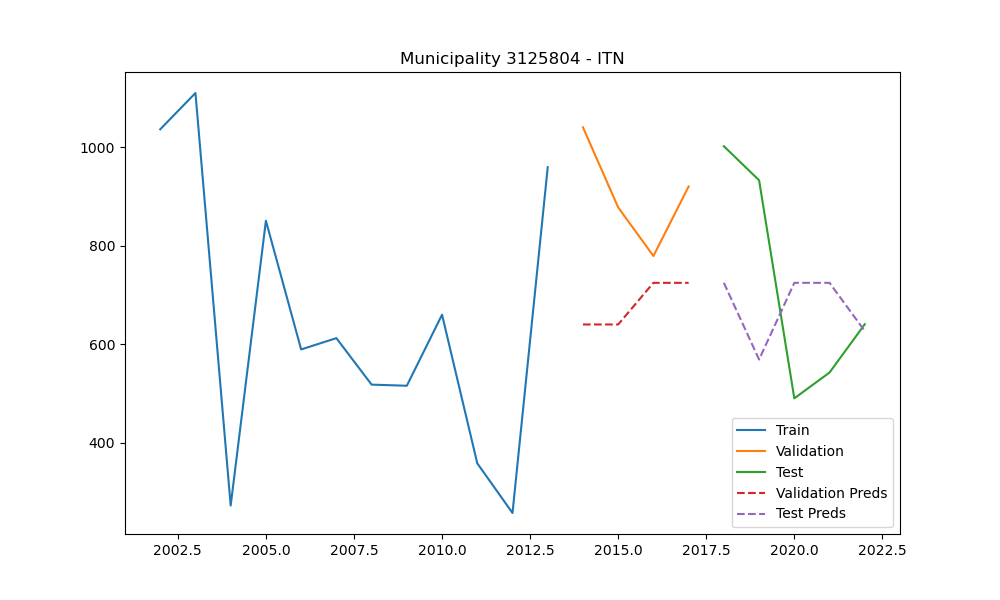 Municipality 3125804 - ITN
1000
800
600
400
Train
Validation
Test
Validation Preds
Test Preds
2002.5 2005.0 2007.5 2010.0 2012.5 2015.0 2017.5 2020.0 2022.5